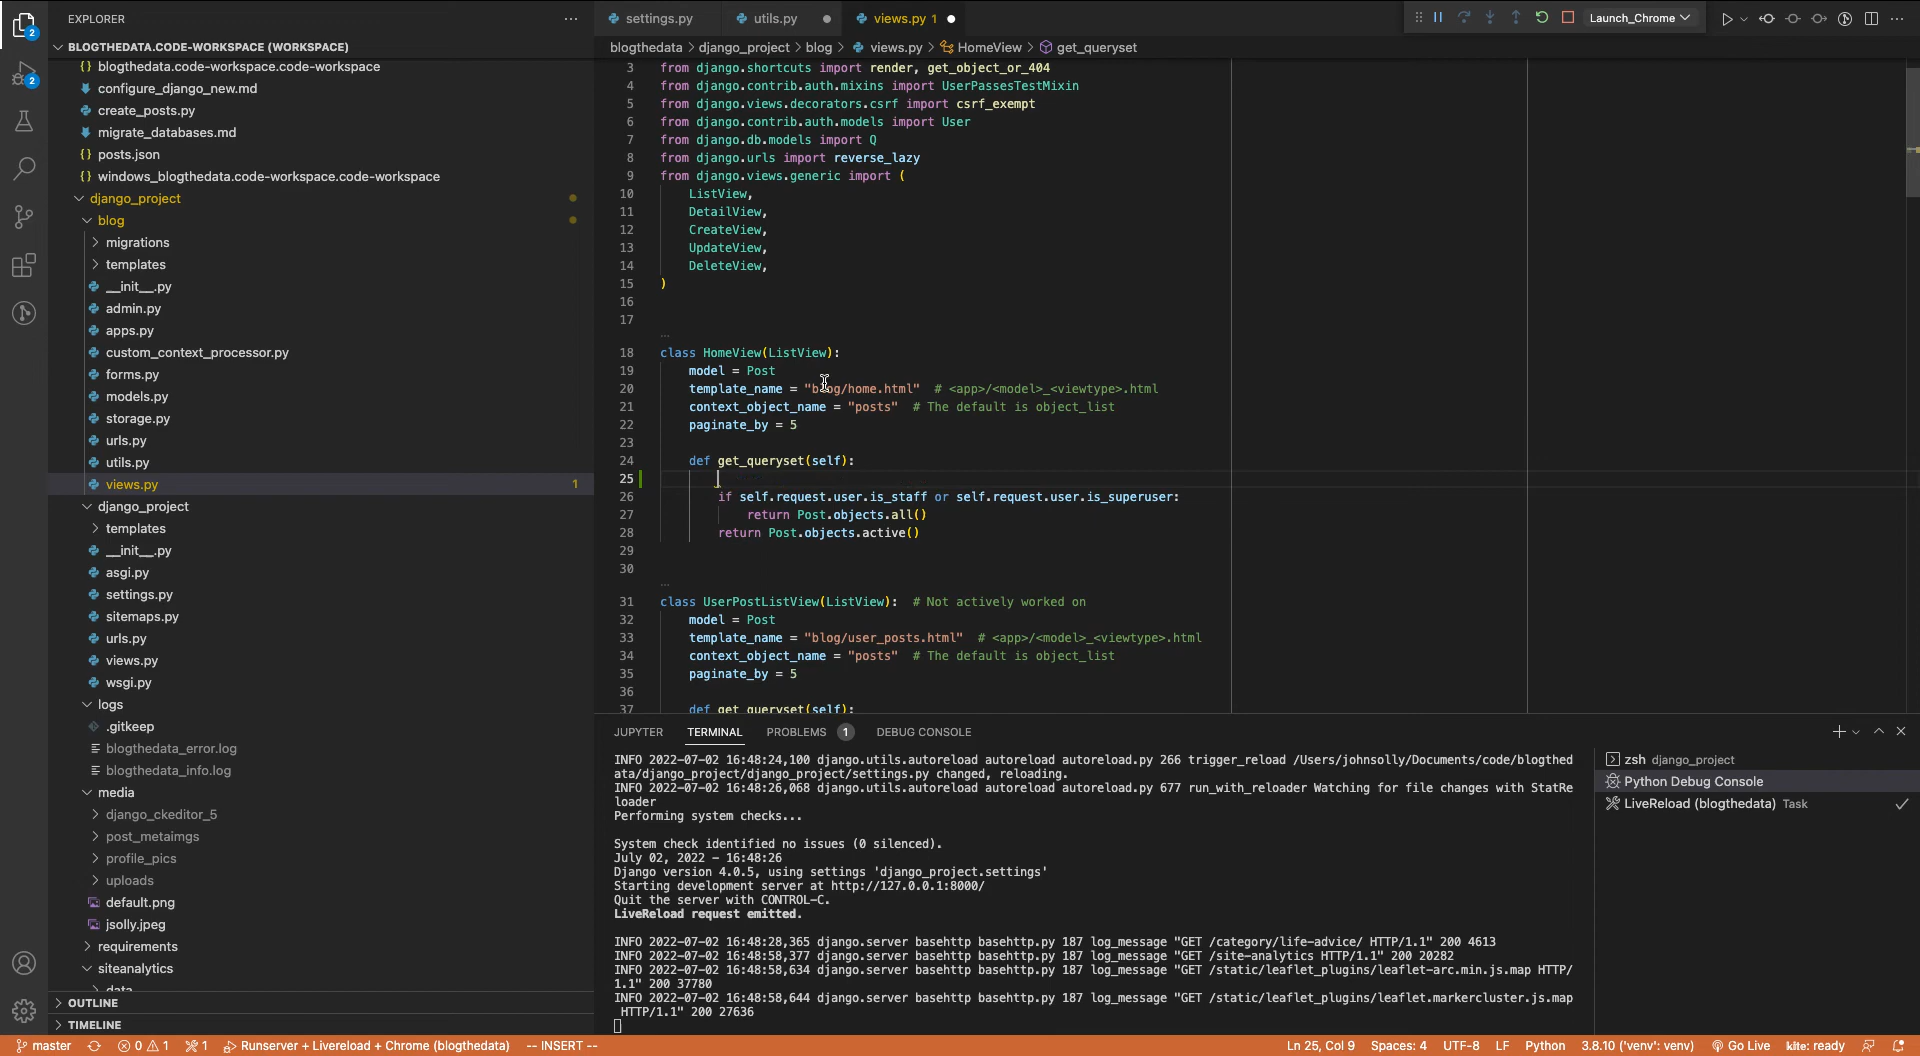 EXPLORER
BLOGTHEDATA.CODE-WORKSPACE (WORKSPACE)
{} blogthedata.code-workspace.code-workspace
configure_django_new.md
create_posts.py
migrate_databases.md
{} posts.json
{} windows_blogthedata.code-workspace.code-workspace
django_project
blog
migrations
templates
__init__.py
admin.py
apps.py
custom_context_processor.py
forms.py
models.py
storage.py
urls.py
utils.py
views.py 1
django_project
templates
__init__.py
asgi.py
settings.py
sitemaps.py
urls.py
views.py
wsgi.py
logs
.gitkeep
blogthedata_error.log
blogthedata_info.log
media
django_ckeditor_5
post_metaimgs
profile_pics
uploads
default.png
jsolly.jpeg
requirements
siteanalytics
data
OUTLINE
TIMELINE
2
2
settings.py utils.py views.py 1
Launch_Chrome
blogthedata > django_project > blog > views.py > HomeView > get_queryset
3 from django.shortcuts import render, get_object_or_404
4 from django.contrib.auth.mixins import UserPassesTestMixin
5 from django.views.decorators.csrf import csrf_exempt
6 from django.contrib.auth.models import User
7 from django.db.models import Q
8 from django.urls import reverse_lazy
9 from django.views.generic import (
10 ListView,
11 DetailView,
12 CreateView,
13 UpdateView,
14 DeleteView,
15 )
16
17
...
18 class HomeView(ListView):
19 model = Post
20 template_name = "blog/home.html" # <app>/<model>_<viewtype>.html
21 context_object_name = "posts" # The default is object_list
22 paginate_by = 5
23
24 def get_queryset(self):
25
26 if self.request.user.is_staff or self.request.user.is_superuser:
27 return Post.objects.all()
28 return Post.objects.active()
29
30
...
31 class UserPostListView(ListView): # Not actively worked on
32 model = Post
33 template_name = "blog/user_posts.html" # <app>/<model>_<viewtype>.html
34 context_object_name = "posts" # The default is object_list
35 paginate_by = 5
36
37 def get_queryset(self):
JUPYTER TERMINAL PROBLEMS 1 DEBUG CONSOLE
INFO 2022-07-02 16:48:24,100 django.utils.autoreload autoreload autoreload.py 266 trigger_reload /Users/johnsolly/Documents/code/blogthed
ata/django_project/django_project/settings.py changed, reloading.
INFO 2022-07-02 16:48:26,068 django.utils.autoreload autoreload autoreload.py 677 run_with_reloader Watching for file changes with StatRe
loader
Performing system checks...
System check identified no issues (0 silenced).
July 02, 2022 - 16:48:26
Django version 4.0.5, using settings 'django_project.settings'
Starting development server at http://127.0.0.1:8000/
Quit the server with CONTROL-C.
LiveReload request emitted.
INFO 2022-07-02 16:48:28,365 django.server basehttp basehttp.py 187 log_message "GET /category/life-advice/ HTTP/1.1" 200 4613
INFO 2022-07-02 16:48:58,377 django.server basehttp basehttp.py 187 log_message "GET /site-analytics HTTP/1.1" 200 20282
INFO 2022-07-02 16:48:58,634 django.server basehttp basehttp.py 187 log_message "GET /static/leaflet_plugins/leaflet-arc.min.js.map HTTP/
1.1" 200 37780
INFO 2022-07-02 16:48:58,644 django.server basehttp basehttp.py 187 log_message "GET /static/leaflet_plugins/leaflet.markercluster.js.map
HTTP/1.1" 200 27636
zsh django_project
Python Debug Console
LiveReload (blogthedata) Task
master 0 1 1 Runserver + Livereload + Chrome (blogthedata) -- INSERT -- Ln 25, Col 9 Spaces: 4 UTF-8 LF Python 3.8.10 ('venv': venv) Go Live kite: ready